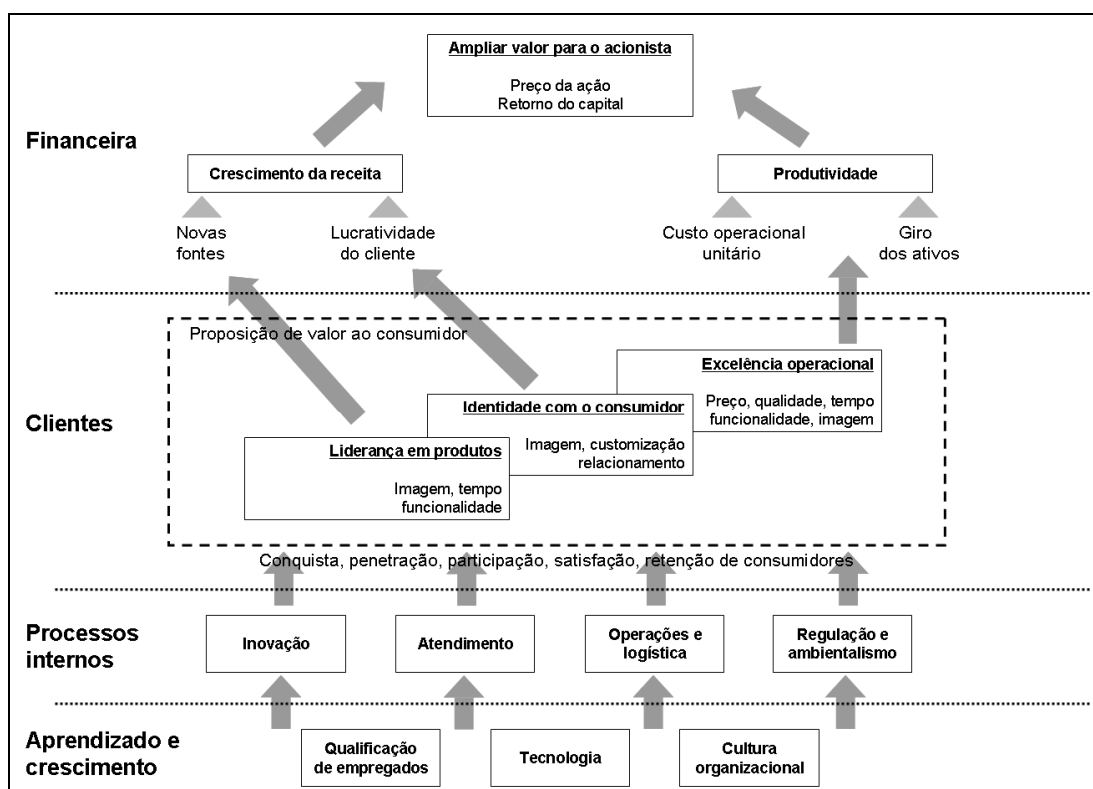 Ampliar valor para o acionista
Preço da ação
Retorno do capital
Financeira
Crescimento da receita
Produtividade
Novas
fontes
Lucratividade
do cliente
Custo operacional
unitário
Giro
dos ativos
Proposição de valor ao consumidor
Excelência operacional
Preço, qualidade, tempo
funcionalidade, imagem
Clientes
Identidade com o consumidor
Imagem, customização
relacionamento
Liderança em produtos
Imagem, tempo
funcionalidade
Conquista, penetração, participação, satisfação, retenção de consumidores
Processos
internos
Inovação
Atendimento
Operações e
logística
Regulação e
ambientalismo
Aprendizado e
crescimento
Qualificação
de empregados
Tecnologia
Cultura
organizacional